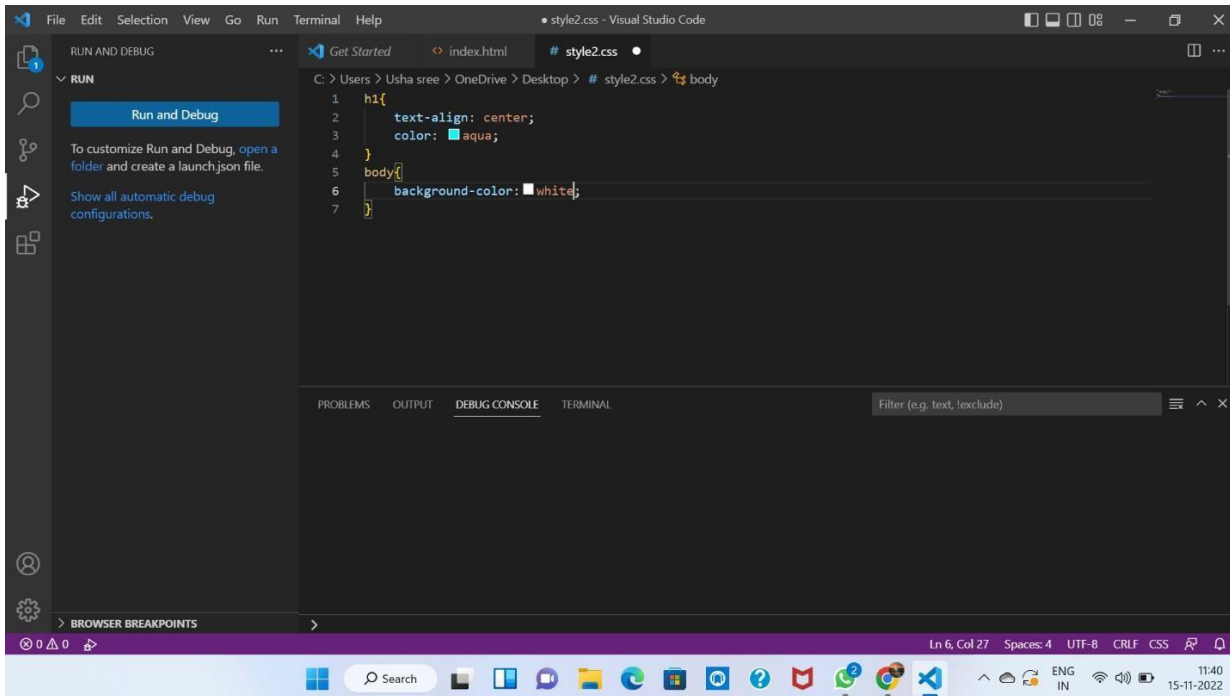 File Edit Selection View Go Run Terminal Help ● style2.css - Visual Studio Code
RUN AND DEBUG ...
Get Started <> index.html # style2.css ●
RUN
C: > Users > Usha sree > OneDrive > Desktop > # style2.css > body
Run and Debug
To customize Run and Debug, open a
folder and create a launch.json file.
Show all automatic debug
configurations.
1 h1{
2 text-align: center;
3 color: aqua;
4 }
5 body{
6 background-color: white;
7 }
PROBLEMS OUTPUT DEBUG CONSOLE TERMINAL
Filter (e.g. text, !exclude)
> BROWSER BREAKPOINTS
>
0 0
Ln 6, Col 27 Spaces: 4 UTF-8 CRLF CSS
1
Search
2
ENG
IN
11:40
15-11-2022